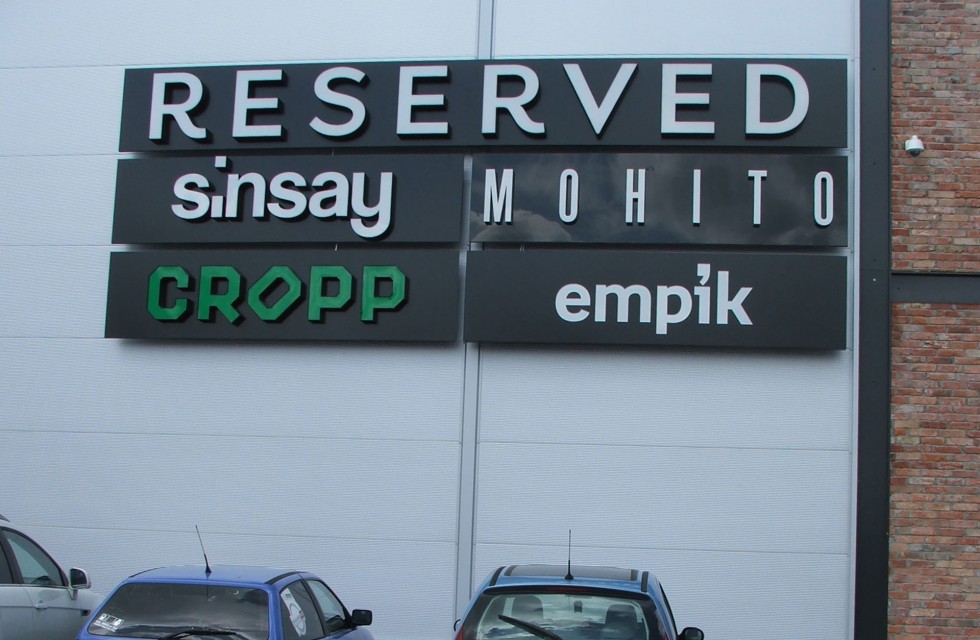 RESERVED
sinsay
MOHITO
CROPP
empik